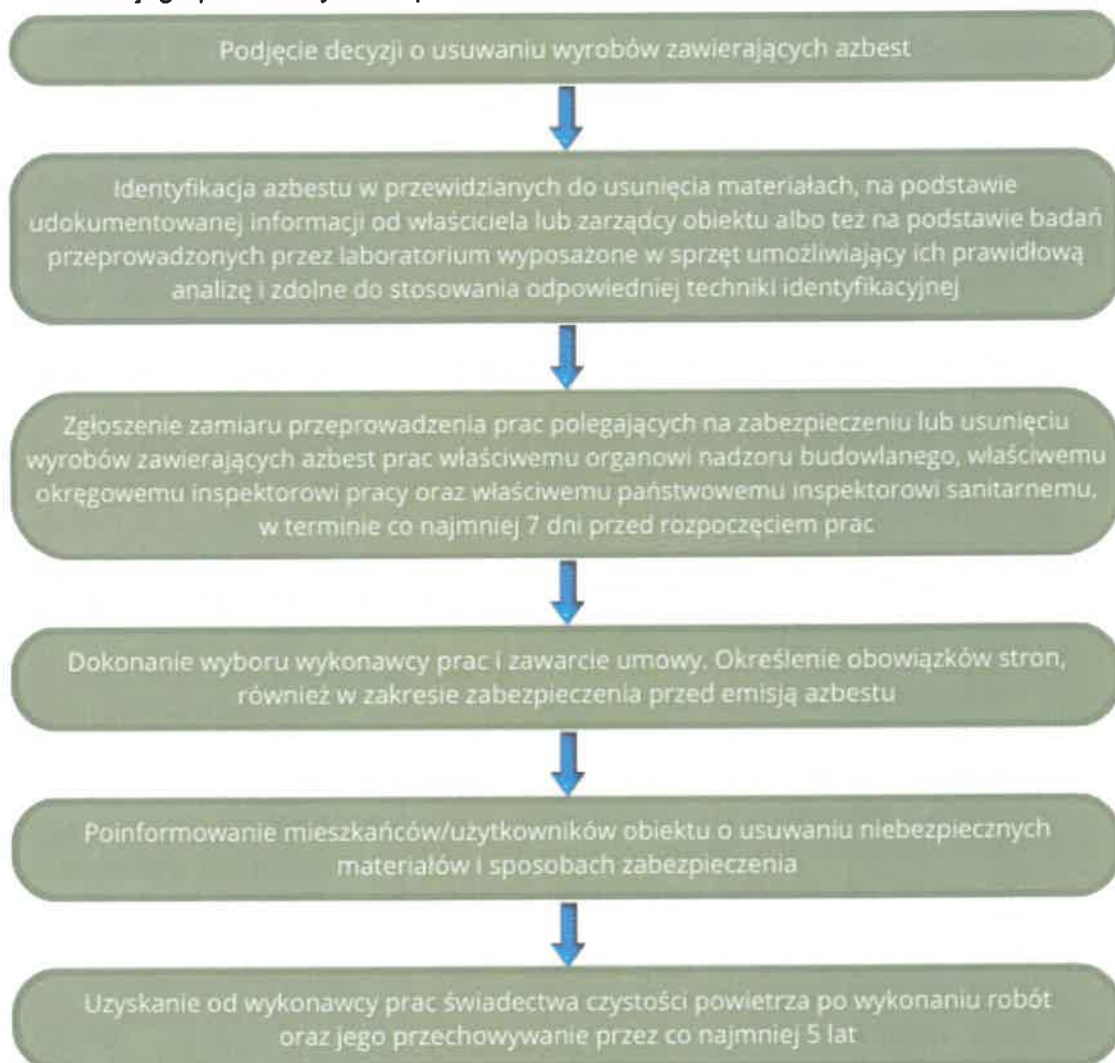 Podjęcie decyzji o usuwaniu wyrobów zawierających azbest
Identyfikacja azbestu w przewidzianych do usunięcia materiałach, na podstawie
udokumentowanej informacji od właściciela lub zarządcy obiektu albo też na podstawie badań
przeprowadzonych przez laboratorium wyposażone w sprzęt umożliwiający ich prawidłową
analizę i zdolne do stosowania odpowiedniej techniki identyfikacyjnej
Zgłoszenie zamiaru przeprowadzenia prac polegających na zabezpieczeniu lub usunięciu
wyrobów zawierających azbest prac właściwemu organowi nadzoru budowlanego, właściwemu
okręgowemu inspektorowi pracy oraz właściwemu państwowemu inspektorowi sanitarnemu,
w terminie co najmniej 7 dni przed rozpoczęciem prac
Dokonanie wyboru wykonawcy prac i zawarcie umowy. Określenie obowiązków stron,
również w zakresie zabezpieczenia przed emisją azbestu
Poinformowanie mieszkańców/użytkowników obiektu o usuwaniu niebezpiecznych
materiałów i sposobach zabezpieczenia
Uzyskanie od wykonawcy prac świadectwa czystości powietrza po wykonaniu robót
oraz jego przechowywanie przez co najmniej 5 lat